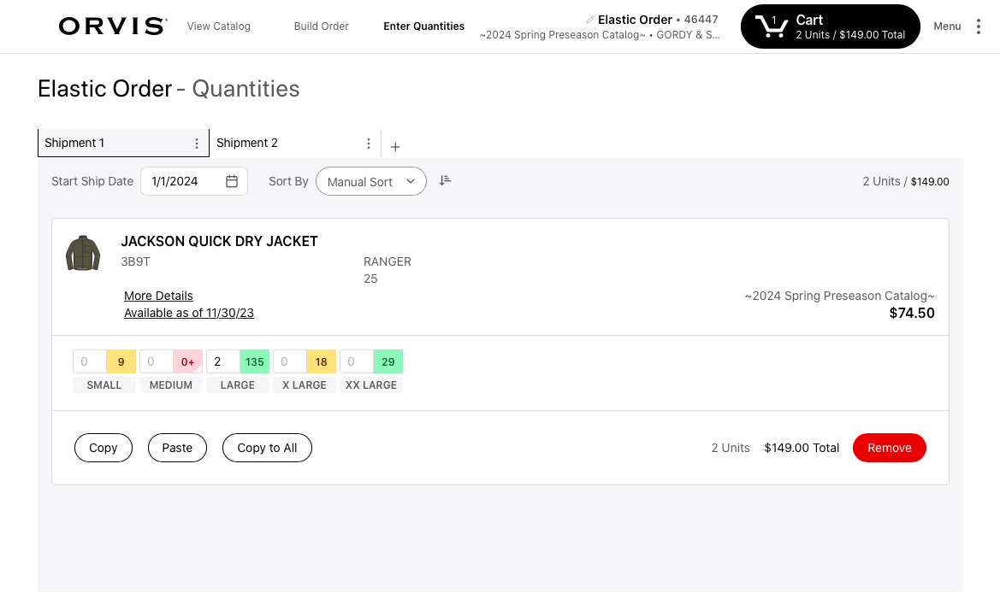 ORVIS
View Catalog
Build Order
Enter Quantities
Elastic Order • 46447
~2024 Spring Preseason Catalog~ • GORDY & S...
1
Cart
2 Units / $149.00 Total
Menu
Elastic Order - Quantities
Shipment 1
Shipment 2
+
Start Ship Date
1/1/2024
Sort By
Manual Sort
2 Units / $149.00
JACKSON QUICK DRY JACKET
3B9T
RANGER
25
More Details
Available as of 11/30/23
~2024 Spring Preseason Catalog~
$74.50
0 9 0 0+ 2 135 0 18 0 29
SMALL MEDIUM LARGE X LARGE XX LARGE
Copy
Paste
Copy to All
2 Units
$149.00 Total
Remove